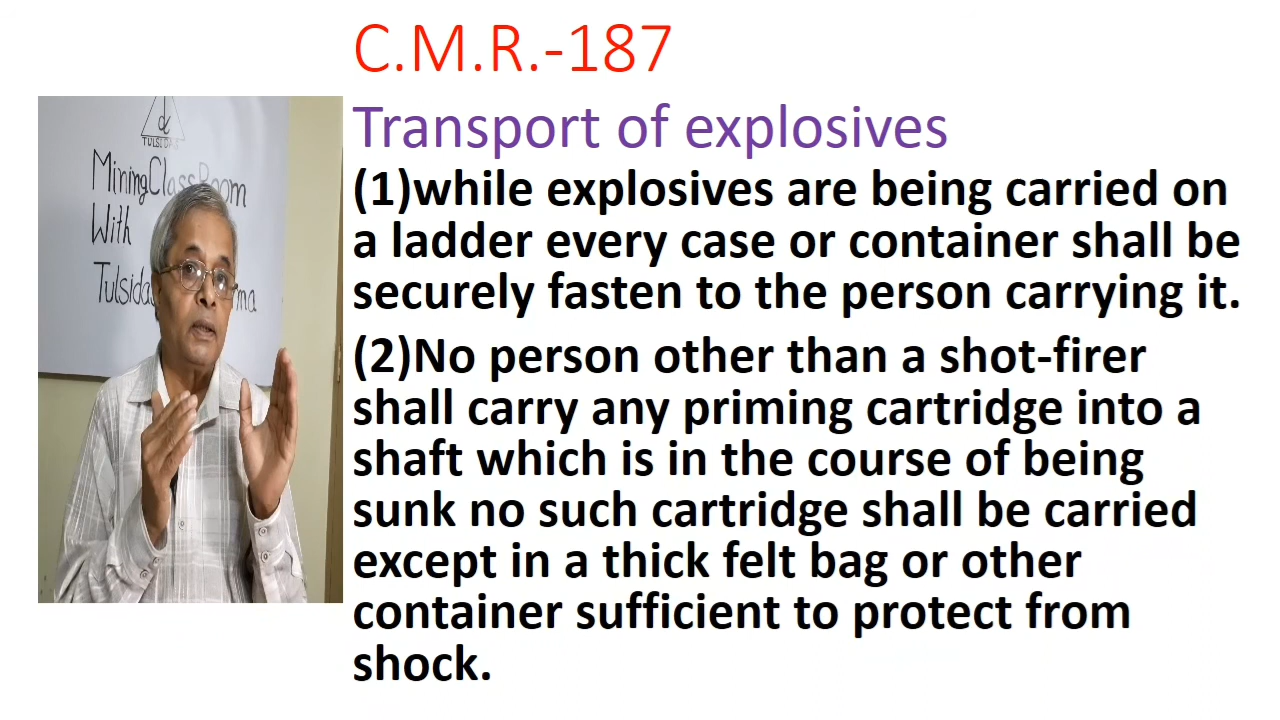 C.M.R.-187
Transport of explosives
(1)while explosives are being carried on
a ladder every case or container shall be
securely fasten to the person carrying it.
(2)No person other than a shot-firer
shall carry any priming cartridge into a
shaft which is in the course of being
sunk no such cartridge shall be carried
except in a thick felt bag or other
container sufficient to protect from
shock.
TULSIDAS
MiningClassRoom
With